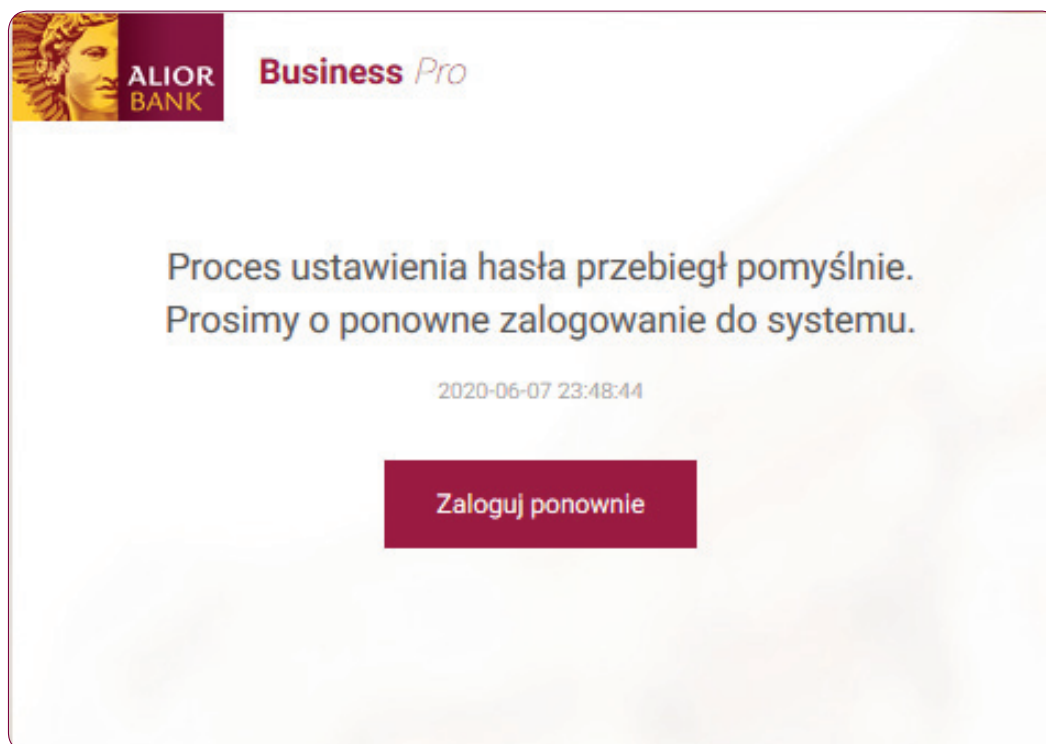 ALIOR
BANK
Business Pro
Proces ustawienia hasła przebiegł pomyślnie.
Prosimy o ponowne zalogowanie do systemu.
2020-06-07 23:48:44
Zaloguj ponownie